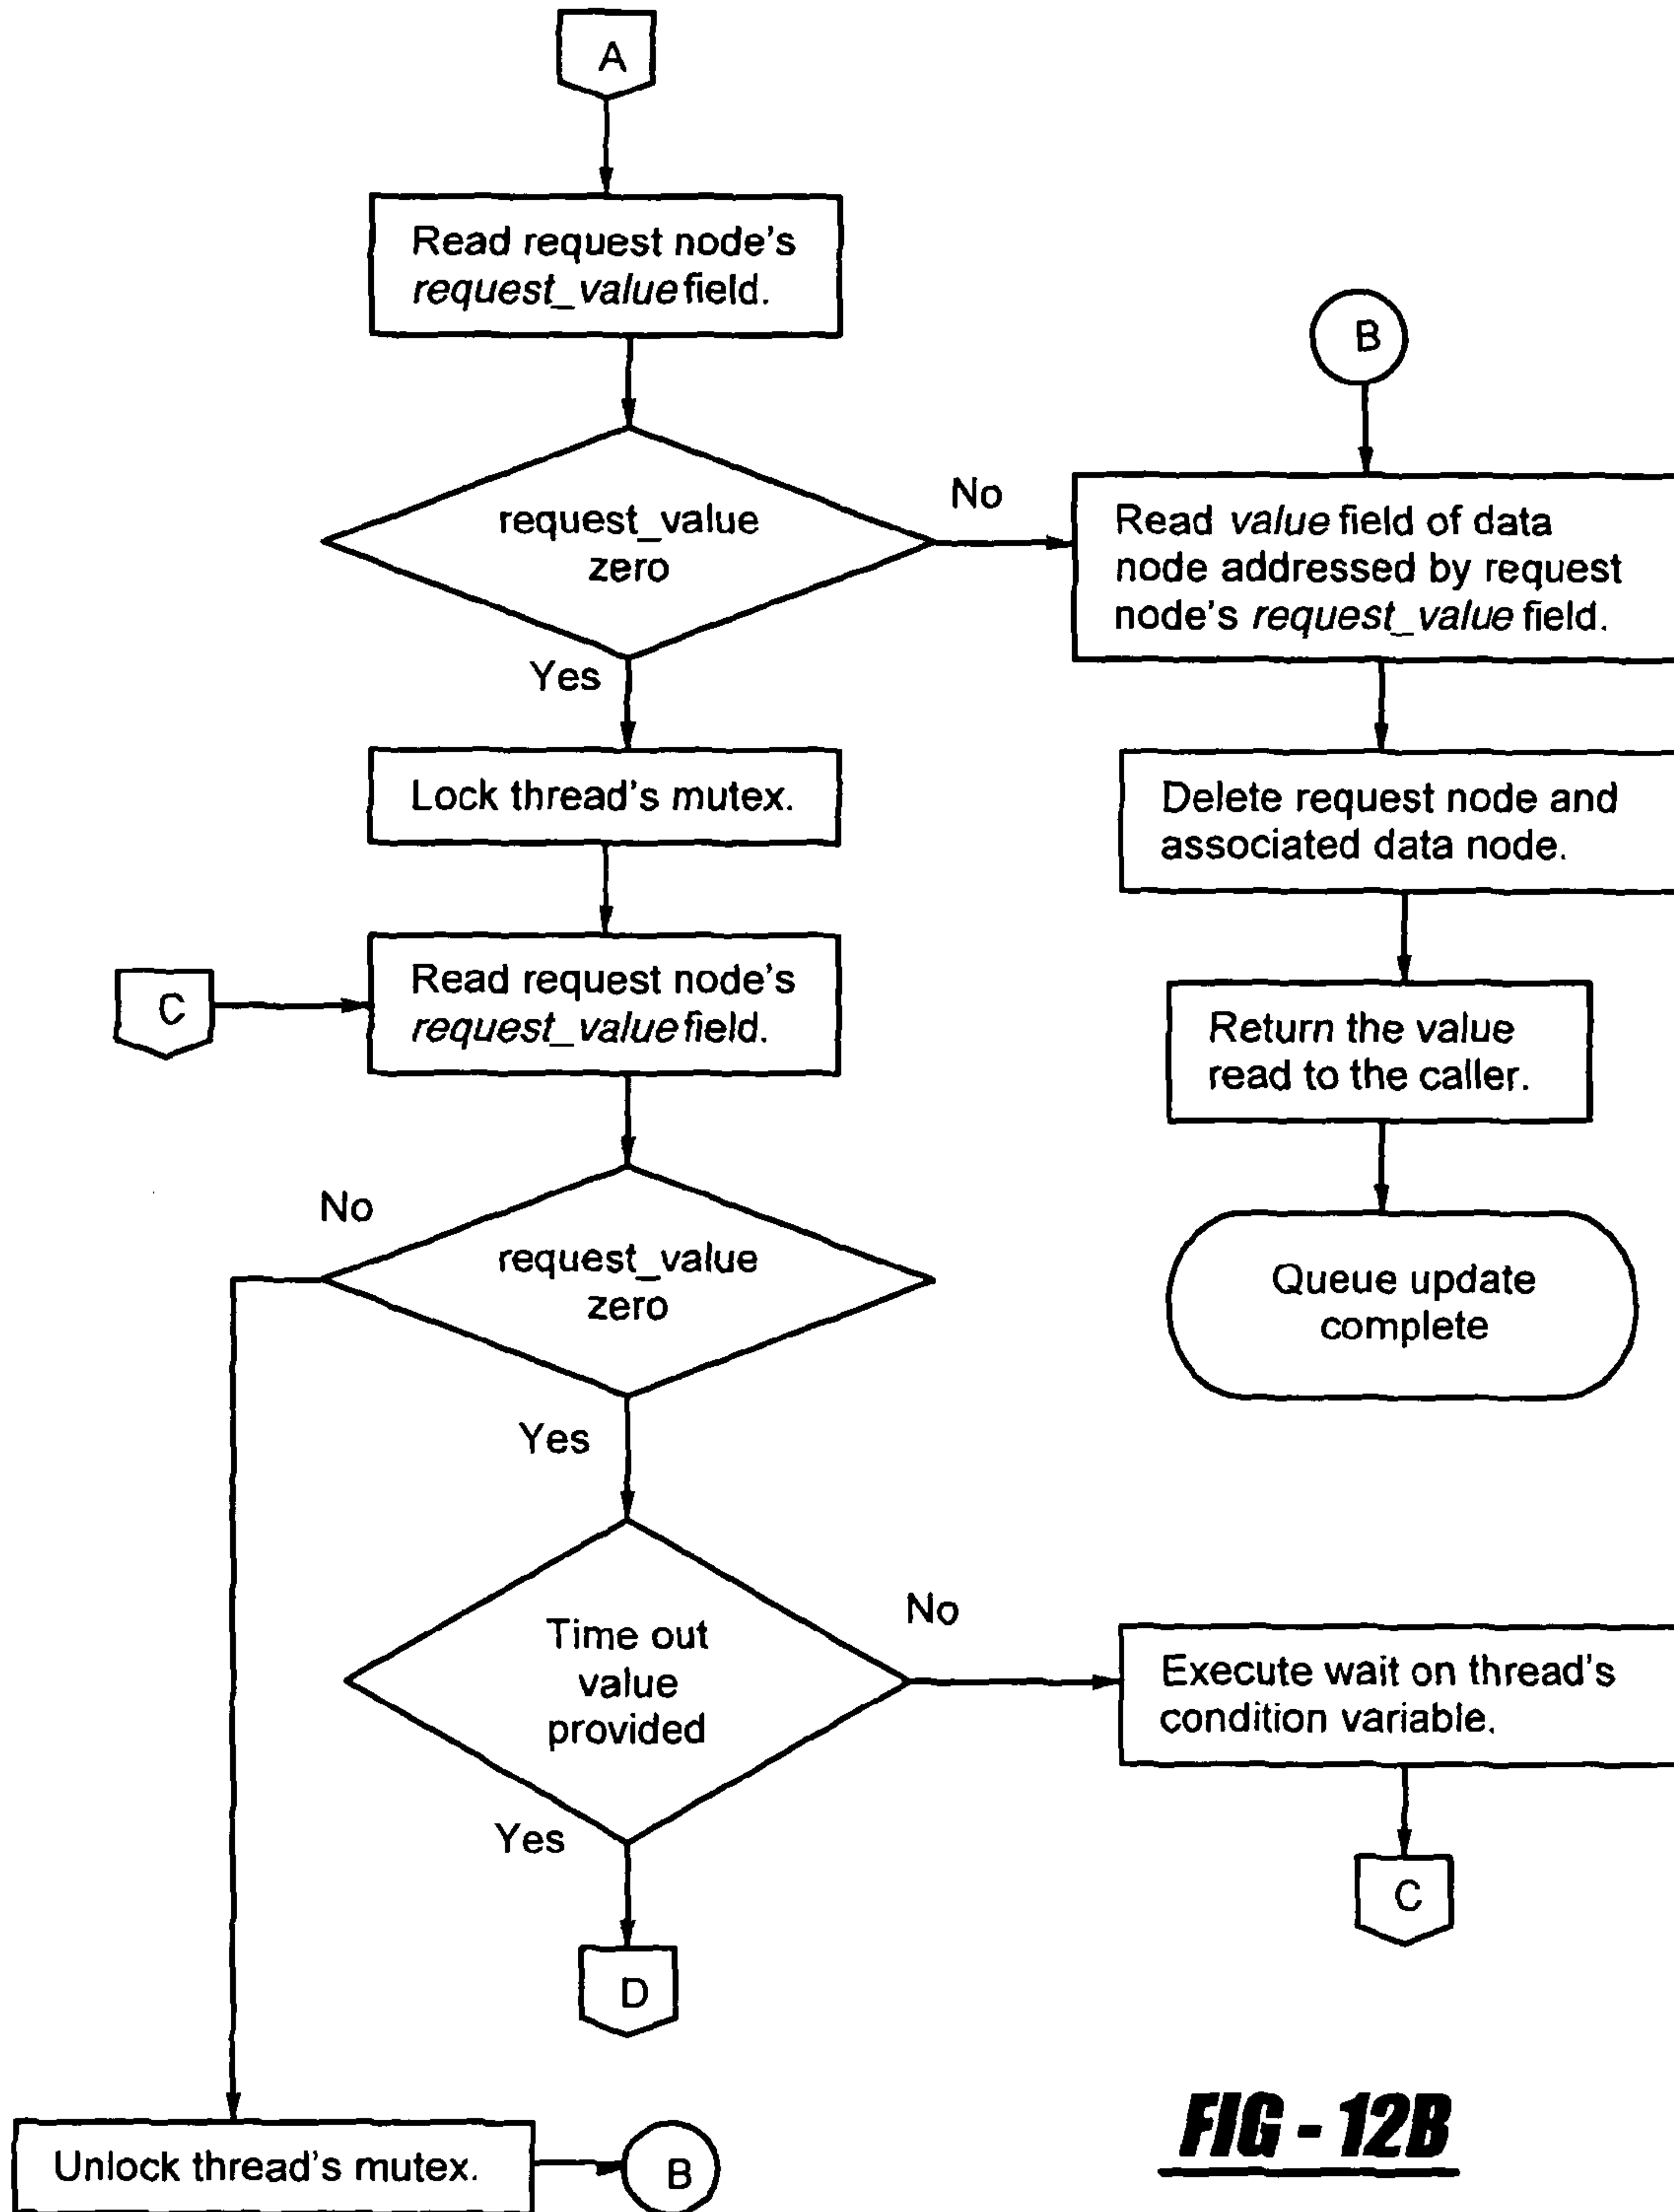 A
Read request node's
request_value field.
B
request_value
zero
No
Yes
Read value field of data
node addressed by request
node's request_value field.
Lock thread's mutex.
Delete request node and
associated data node.
C
Read request node's
request_value field.
Return the value
read to the caller.
No
request_value
zero
Yes
Queue update
complete
Time out
value
provided
No
Yes
Execute wait on thread's
condition variable.
C
D
Unlock thread's mutex.
B
FIG - 12B